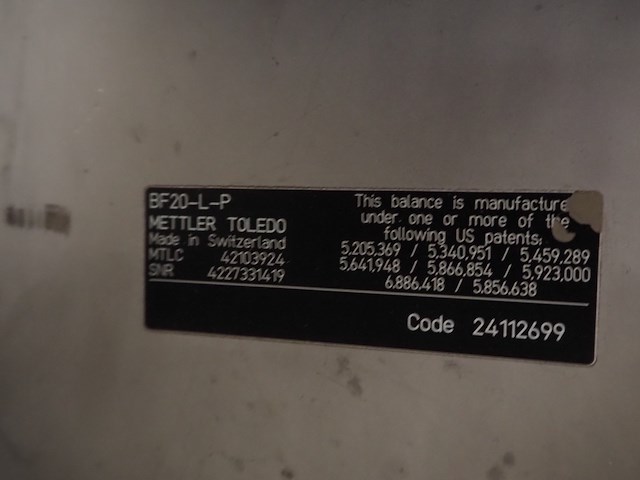 BF20-L-P
METTLER TOLEDO
Made in Switzerland
MTLC 42103924
SNR 4227331419
This balance is manufacture
under one or more of the
following US patents:
5.205.369 / 5.340.951 / 5.459.289
5.641.948 / 5.866.854 / 5.923.000
6.886.418 / 5.856.638
Code 24112699